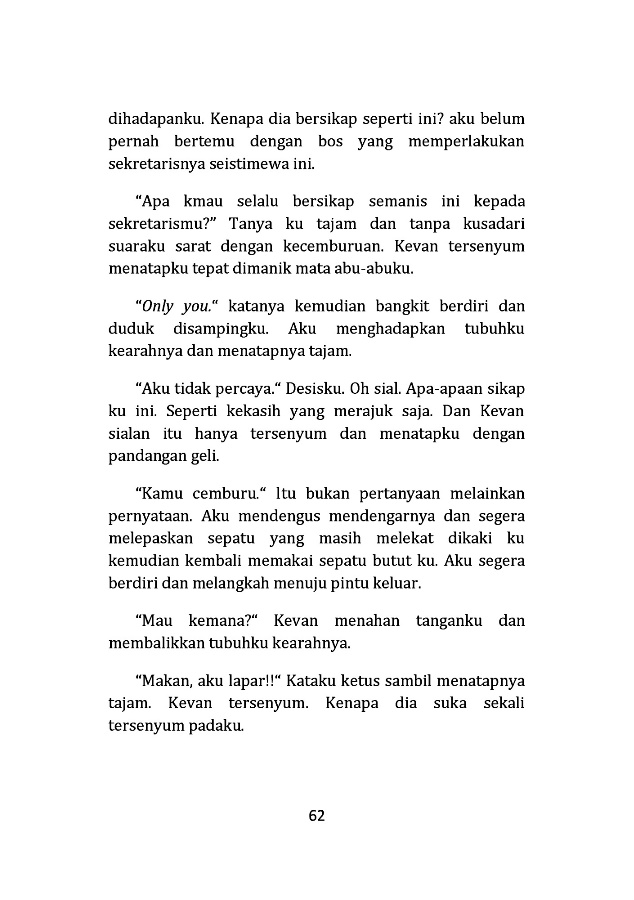 dihadapanku. Kenapa dia bersikap seperti ini? aku belum
pernah bertemu dengan bos yang memperlakukan
sekretarisnya seistimewa ini.
“Apa kmau selalu bersikap semanis ini kepada
sekretarismu?” Tanya ku tajam dan tanpa kusadari
suaraku sarat dengan kecemburuan. Kevan tersenyum
menatapku tepat dimanik mata abu-abuku.
“Only you.“ katanya kemudian bangkit berdiri dan
duduk disampingku. Aku menghadapkan tubuhku
kearahnya dan menatapnya tajam.
“Aku tidak percaya.“ Desisku. Oh sial. Apa-apaan sikap
ku ini. Seperti kekasih yang merajuk saja. Dan Kevan
sialan itu hanya tersenyum dan menatapku dengan
pandangan geli.
“Kamu cemburu.“ Itu bukan pertanyaan melainkan
pernyataan. Aku mendengus mendengarnya dan segera
melepaskan sepatu yang masih melekat dikaki ku
kemudian kembali memakai sepatu butut ku. Aku segera
berdiri dan melangkah menuju pintu keluar.
“Mau kemana?“ Kevan menahan tanganku dan
membalikkan tubuhku kearahnya.
“Makan, aku lapar!!“ Kataku ketus sambil menatapnya
tajam. Kevan tersenyum. Kenapa dia suka sekali
tersenyum padaku.
62